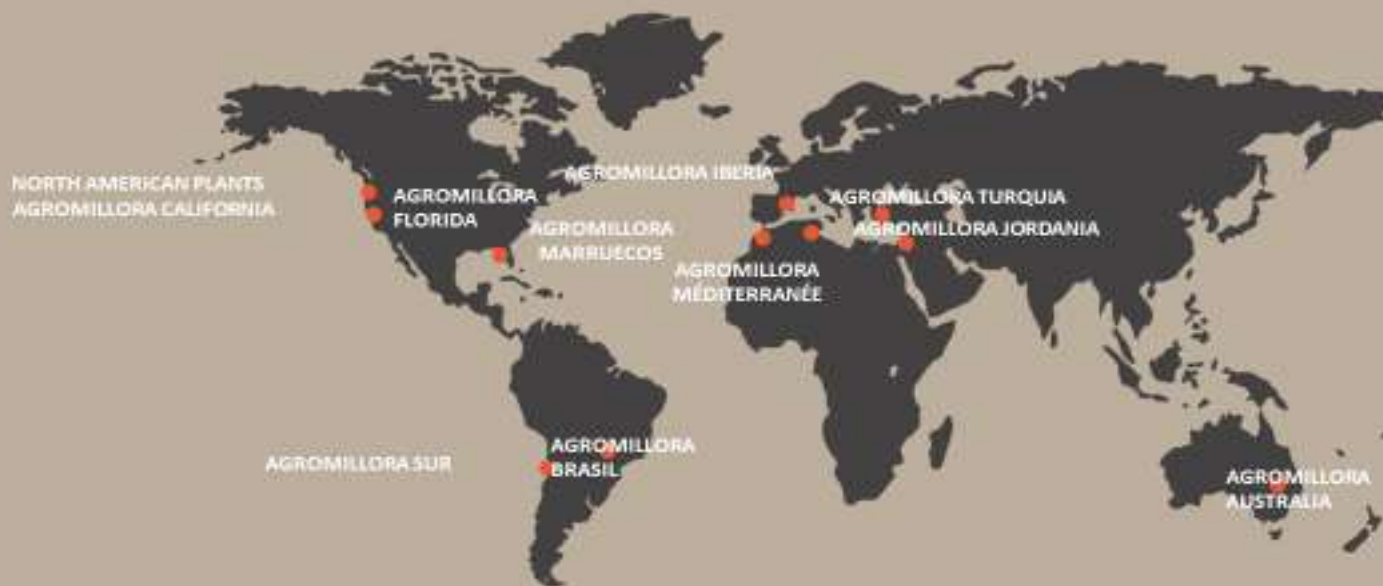 NORTH AMERICAN PLANTS
AGROMILLORA CALIFORNIA
AGROMILLORA
FLORIDA
AGROMILLORA
MARRUECOS
AGROMILLORA IBERIA
AGROMILLORA TURQUIA
AGROMILLORA JORDANIA
AGROMILLORA
MÉDITERRANÉE
AGROMILLORA SUR
AGROMILLORA
BRASIL
AGROMILLORA
AUSTRALIA